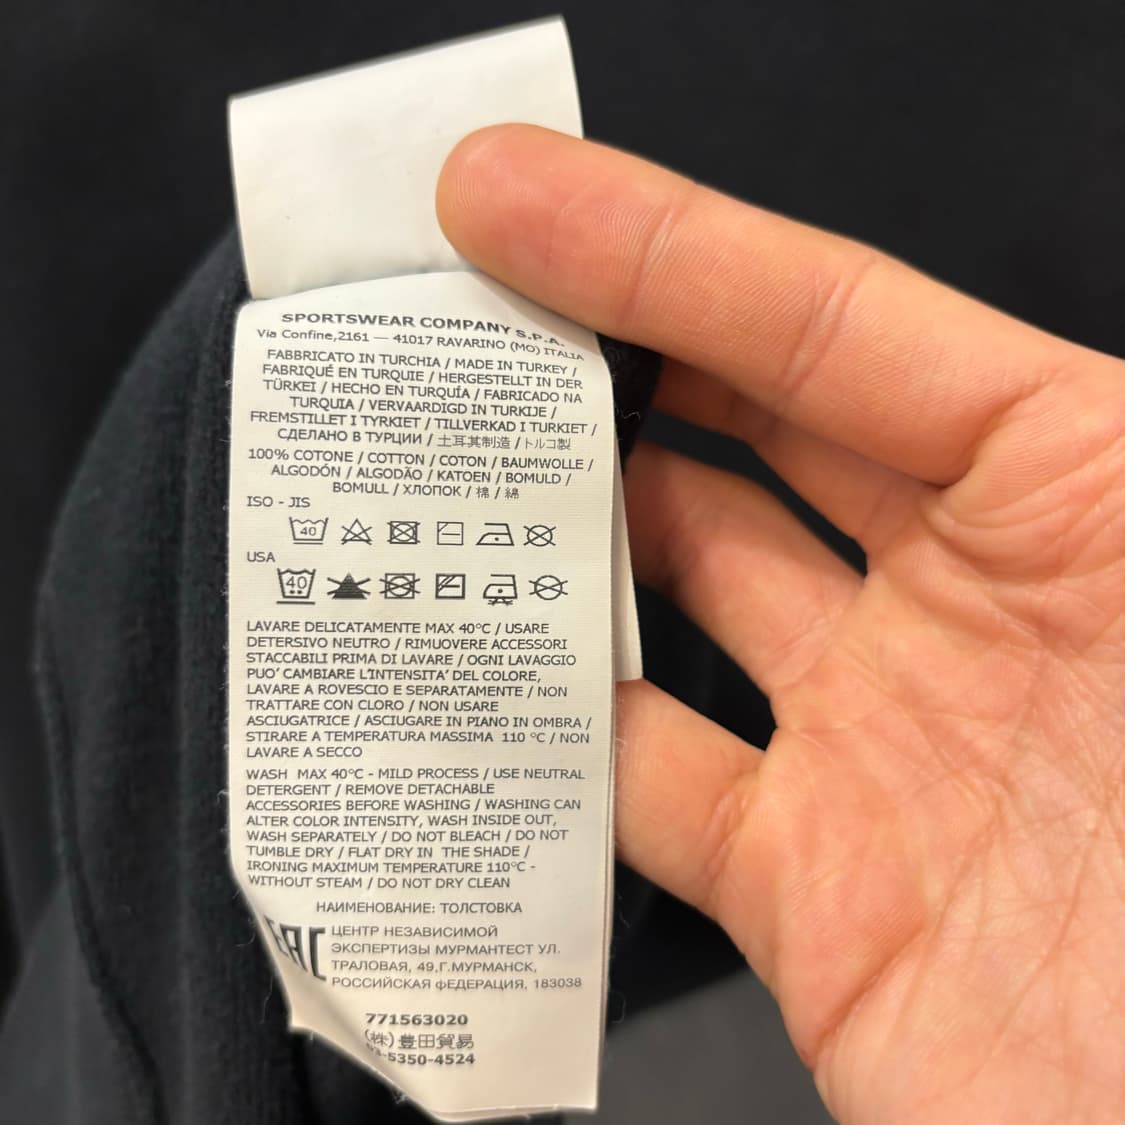 SPORTSWEAR COMPANY S.P.A.
Via Confine,2161 — 41017 RAVARINO (MO) ITALIA
FABBRICATO IN TURCHIA / MADE IN TURKEY /
FABRIQUÉ EN TURQUIE / HERGESTELLT IN DER
TÜRKEI / HECHO EN TURQUÍA / FABRICADO NA
TURQUIA / VERVAARDIGD IN TURKIJE /
FREMSTILLET I TYRKIET / TILLVERKAD I TURKIET /
СДЕЛАНО В ТУРЦИИ / 土耳其制造 / トルコ製
100% COTONE / COTTON / COTON / BAUMWOLLE /
ALGODÓN / ALGODÃO / KATOEN / BOMULD /
BOMULL / ХЛОПОК / 棉 / 綿
ISO - JIS
40
USA
40
LAVARE DELICATAMENTE MAX 40°C / USARE
DETERSIVO NEUTRO / RIMUOVERE ACCESSORI
STACCABILI PRIMA DI LAVARE / OGNI LAVAGGIO
PUO' CAMBIARE L'INTENSITA' DEL COLORE,
LAVARE A ROVESCIO E SEPARATAMENTE / NON
TRATTARE CON CLORO / NON USARE
ASCIUGATRICE / ASCIUGARE IN PIANO IN OMBRA /
STIRARE A TEMPERATURA MASSIMA 110 °C / NON
LAVARE A SECCO
WASH MAX 40°C - MILD PROCESS / USE NEUTRAL
DETERGENT / REMOVE DETACHABLE
ACCESSORIES BEFORE WASHING / WASHING CAN
ALTER COLOR INTENSITY, WASH INSIDE OUT,
WASH SEPARATELY / DO NOT BLEACH / DO NOT
TUMBLE DRY / FLAT DRY IN THE SHADE /
IRONING MAXIMUM TEMPERATURE 110°C -
WITHOUT STEAM / DO NOT DRY CLEAN
НАИМЕНОВАНИЕ: ТОЛСТОВКА
EAC
ЦЕНТР НЕЗАВИСИМОЙ
ЭКСПЕРТИЗЫ МУРМАНТЕСТ УЛ.
ТРАЛОВАЯ, 49,Г.МУРМАНСК,
РОССИЙСКАЯ ФЕДЕРАЦИЯ, 183038
771563020
(株) 豊田貿易
03-5350-4524